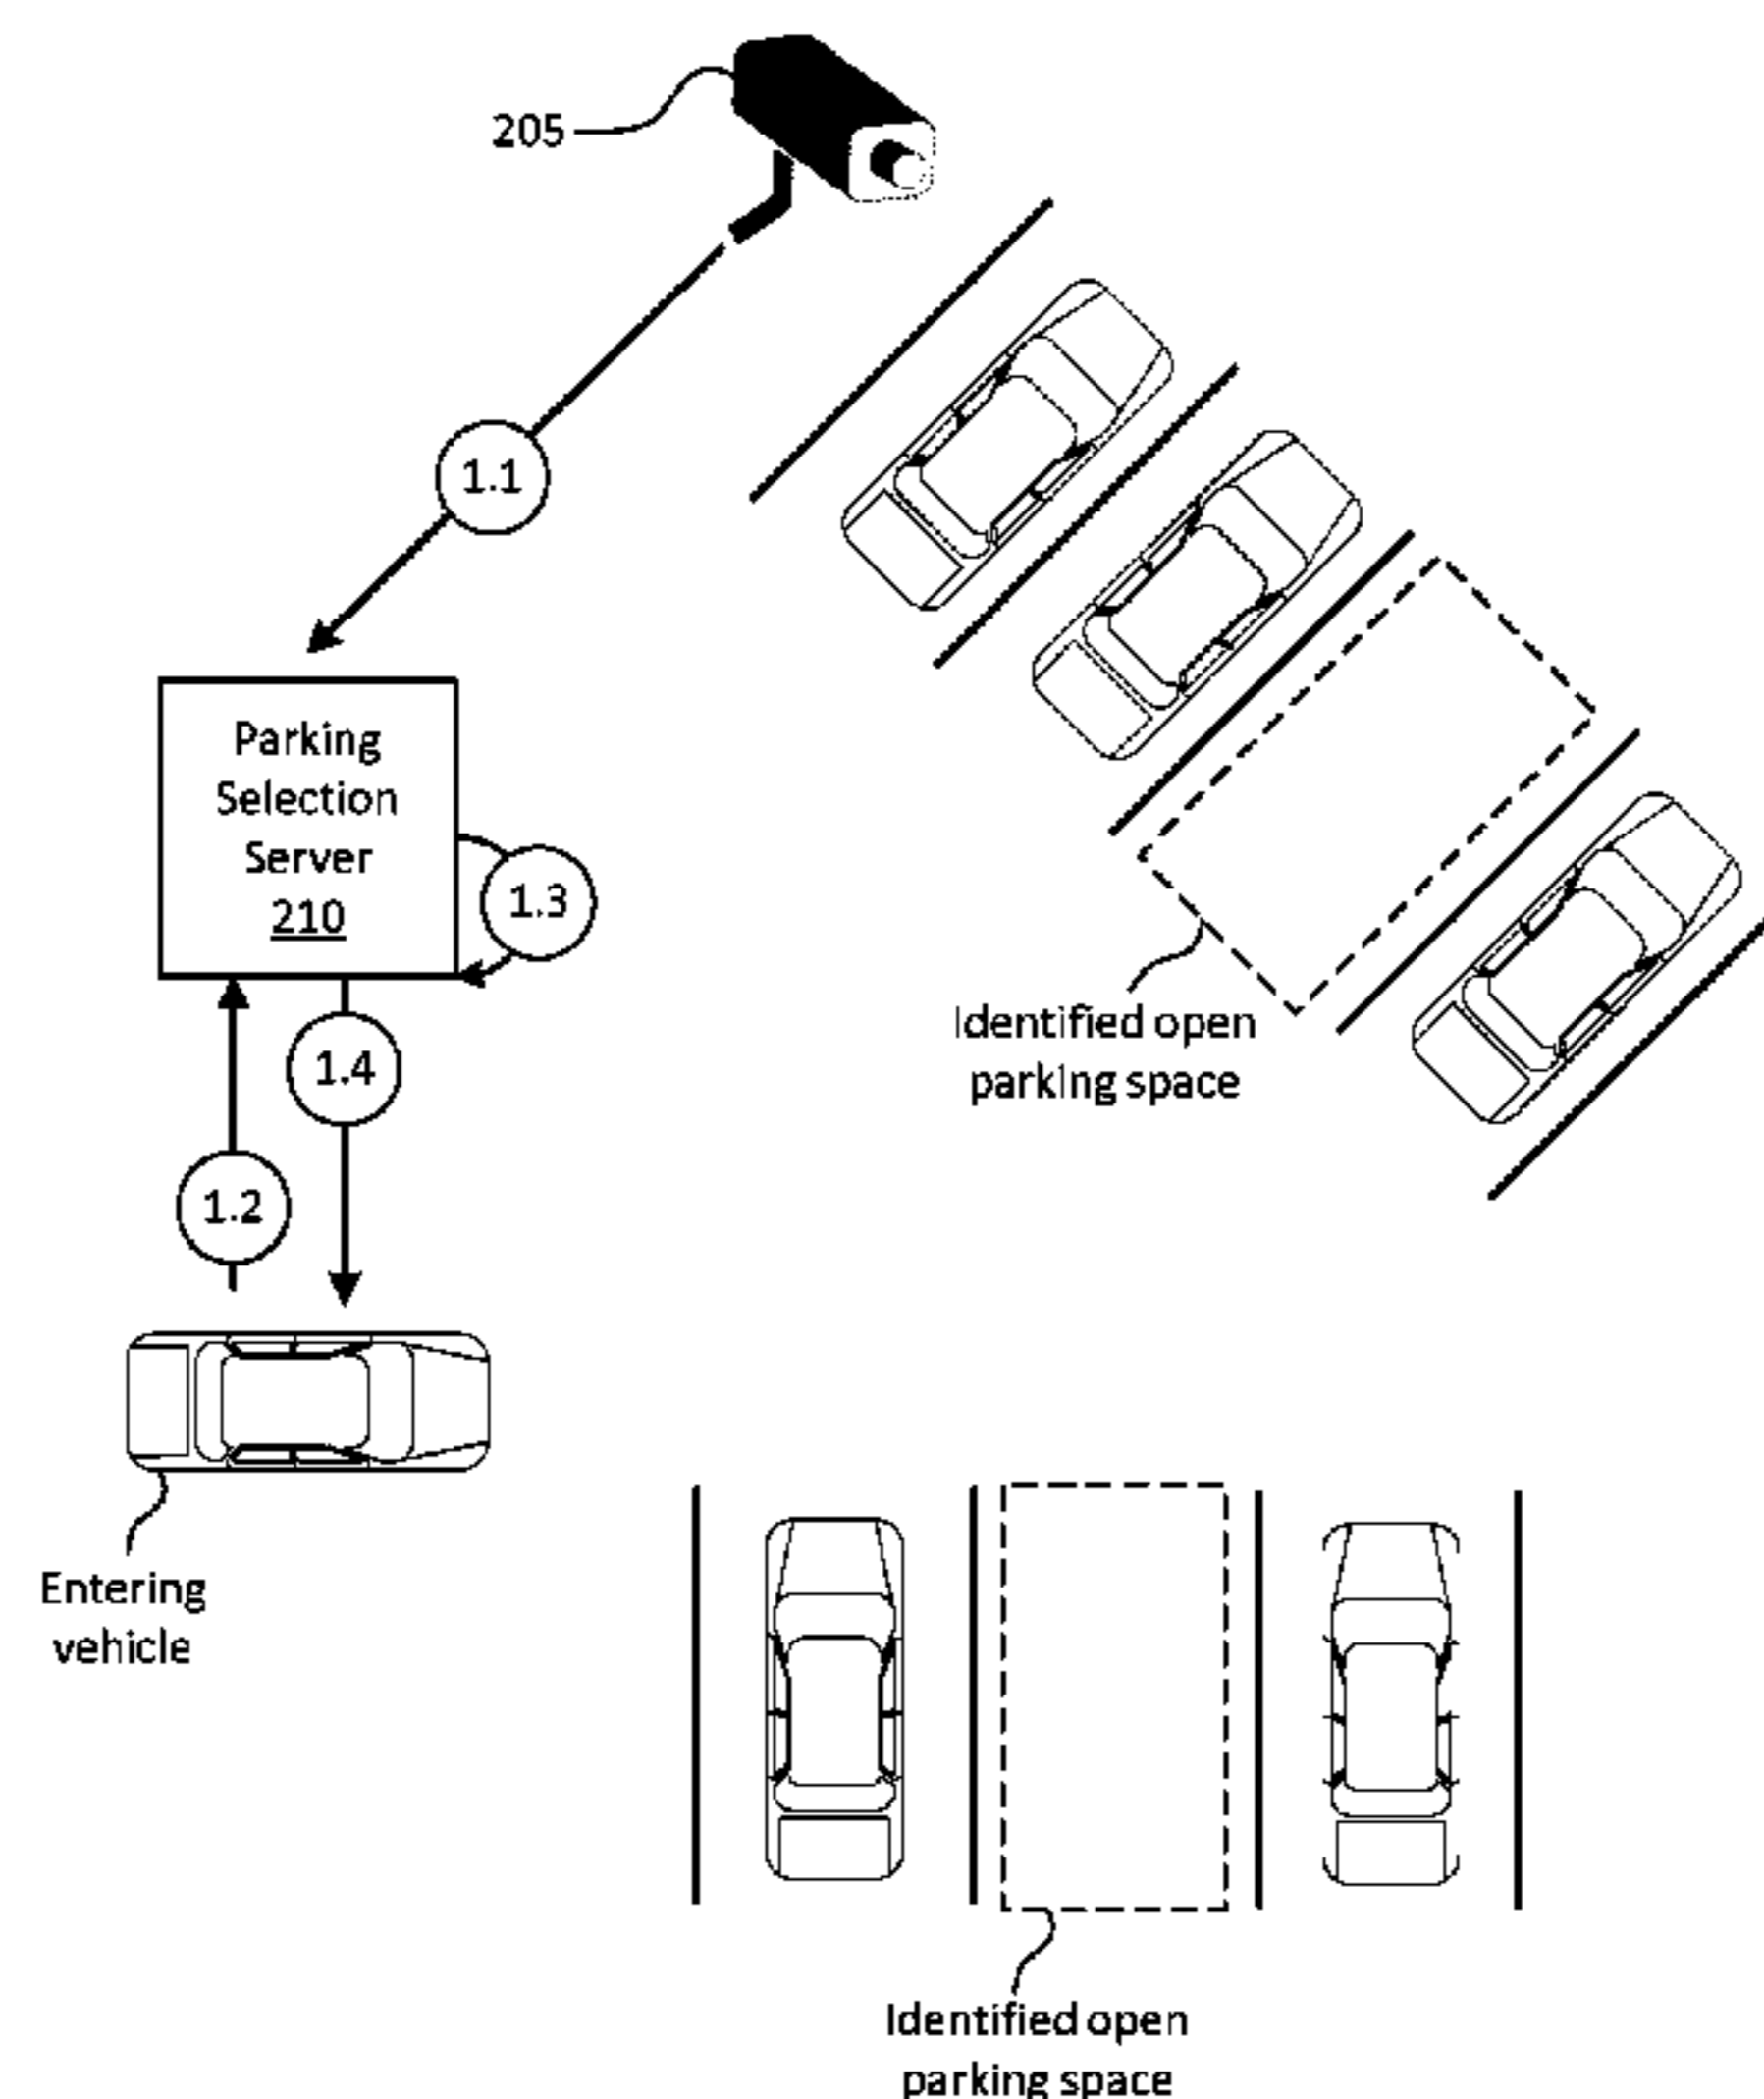 205
1.1
Parking
Selection
Server
210
1.3
1.4
1.2
Identified open
parking space
Entering
vehicle
Identified open
parking space